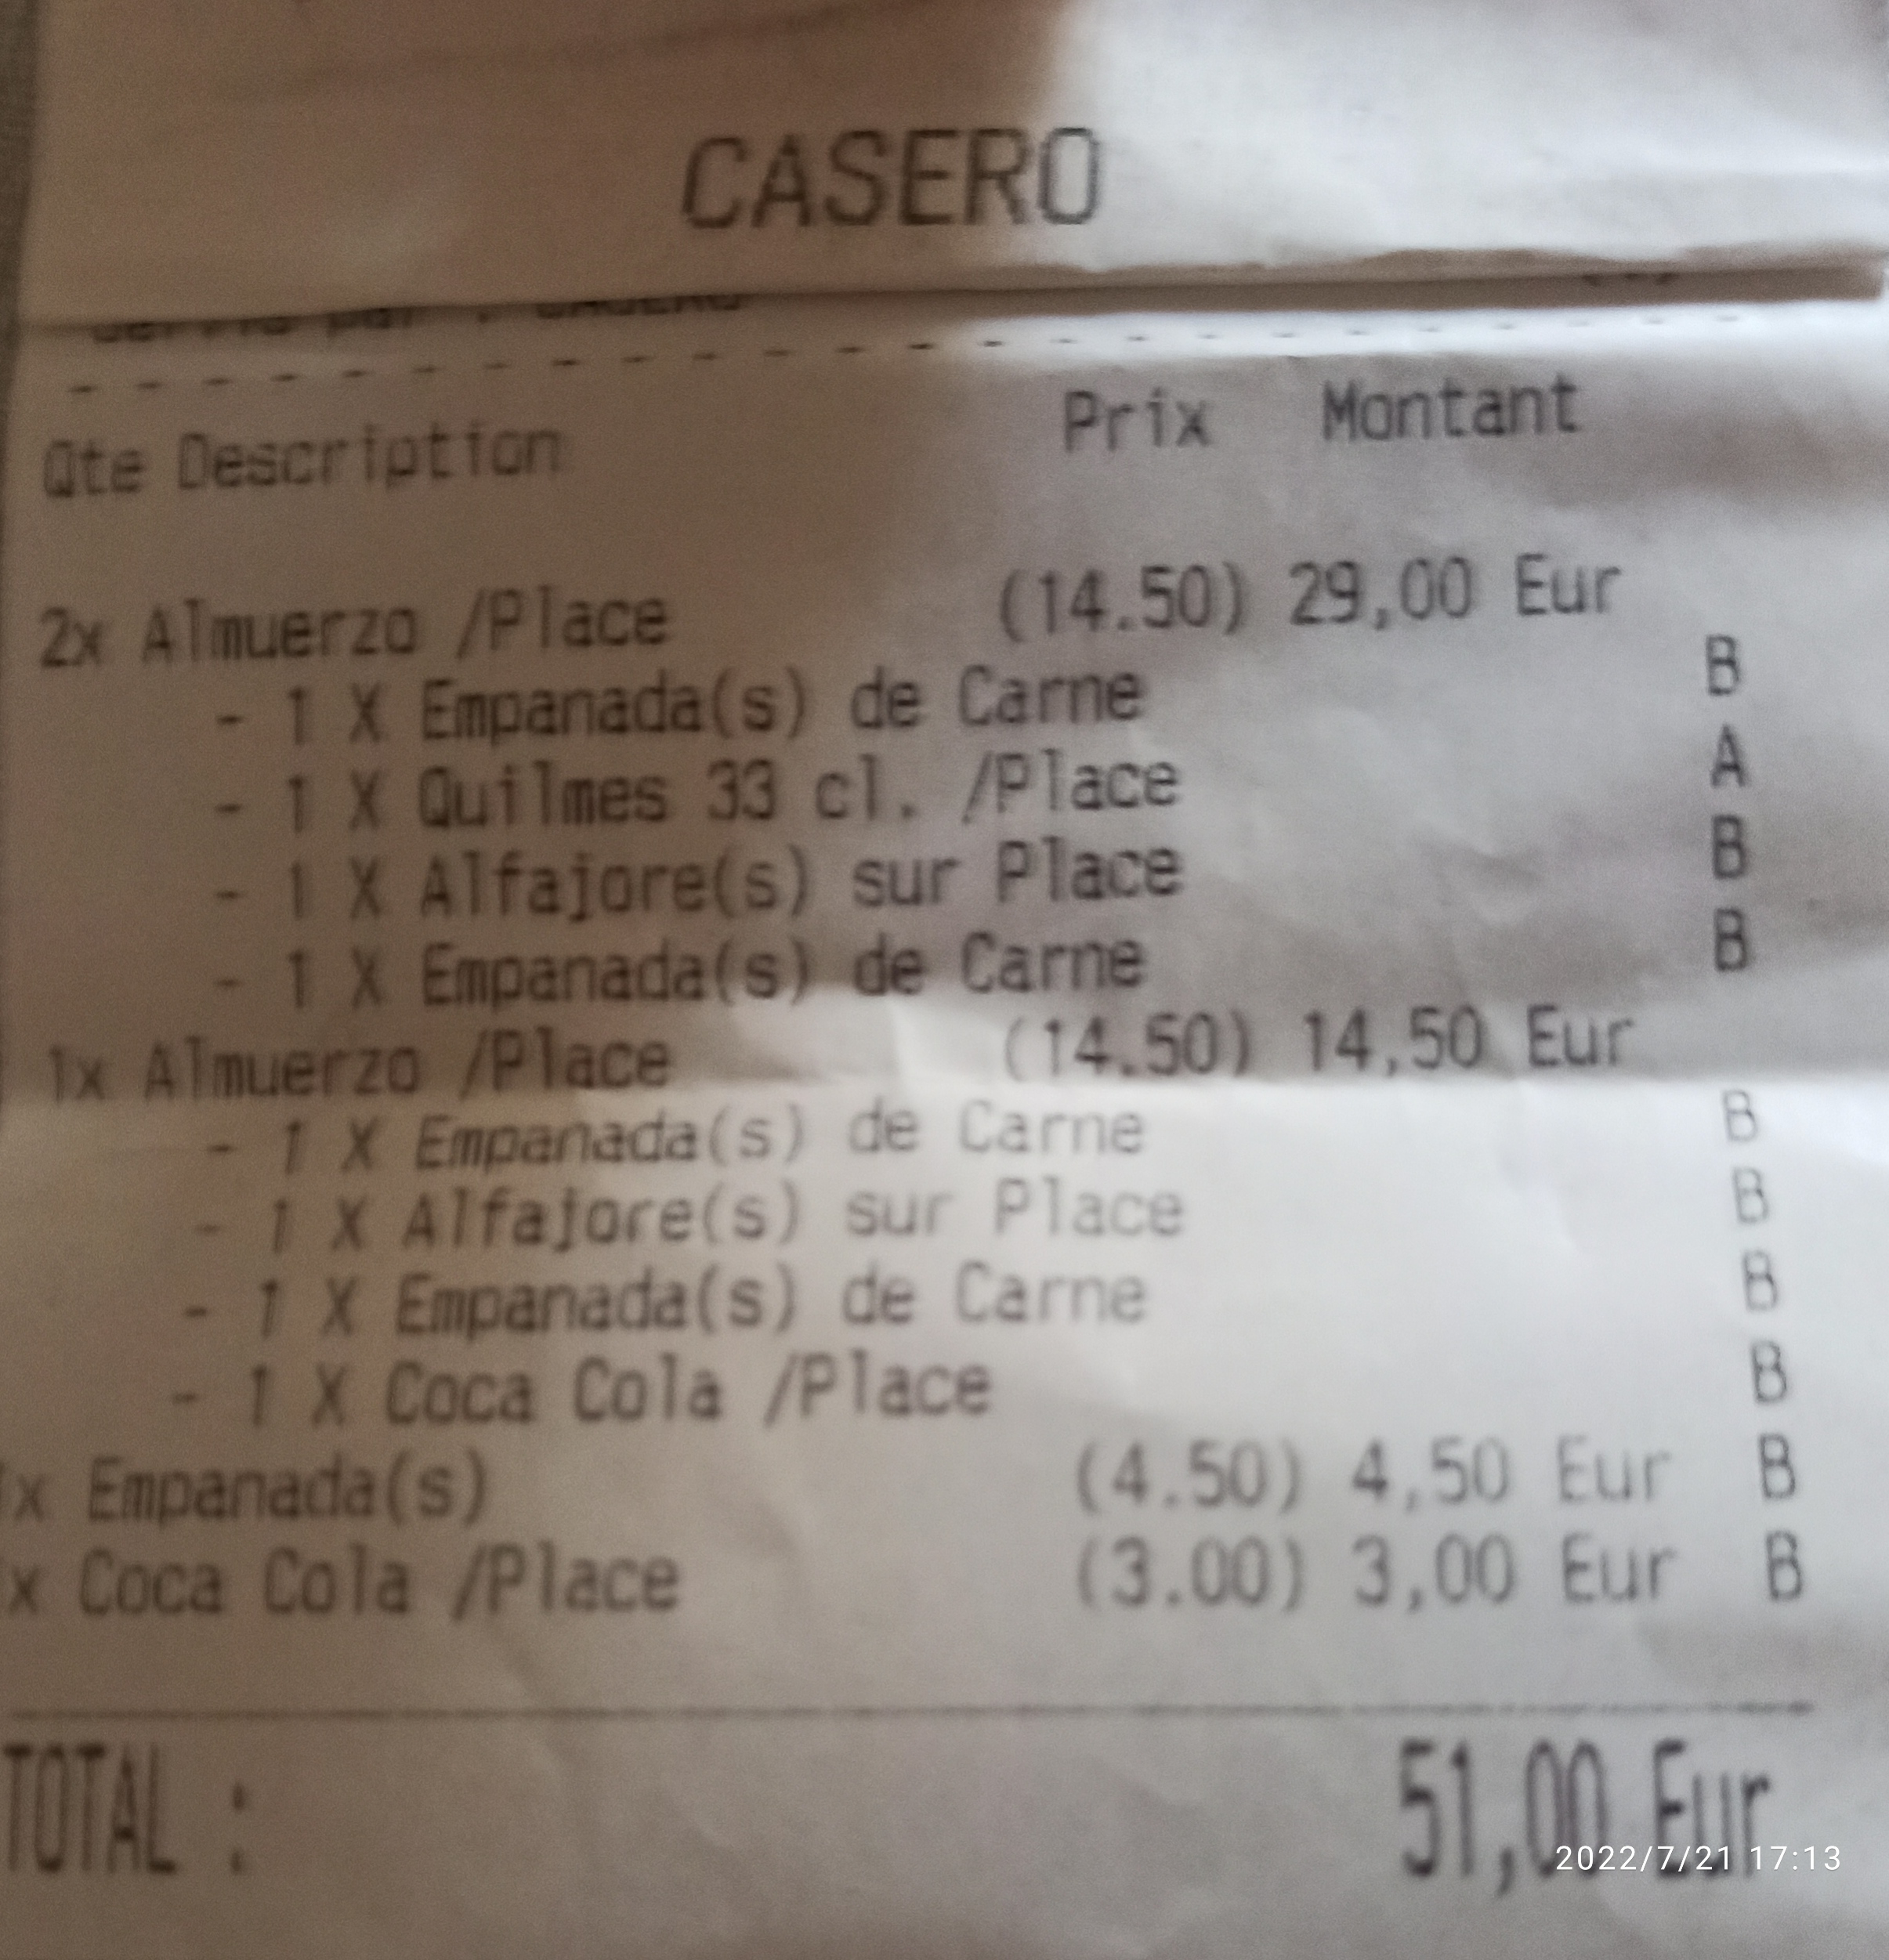 CASERO
Qte Description Prix Montant
2x Almuerzo /Place (14.50) 29,00 Eur
- 1 X Empanada(s) de Carne B
- 1 X Quilmes 33 cl. /Place A
- 1 X Alfajore(s) sur Place B
- 1 X Empanada(s) de Carne B
1x Almuerzo /Place (14.50) 14,50 Eur
- 1 X Empanada(s) de Carne B
- 1 X Alfajore(s) sur Place B
- 1 X Empanada(s) de Carne B
- 1 X Coca Cola /Place B
x Empanada(s) (4.50) 4,50 Eur B
x Coca Cola /Place (3.00) 3,00 Eur B
TOTAL : 51,00 Eur
2022/7/21 17:13